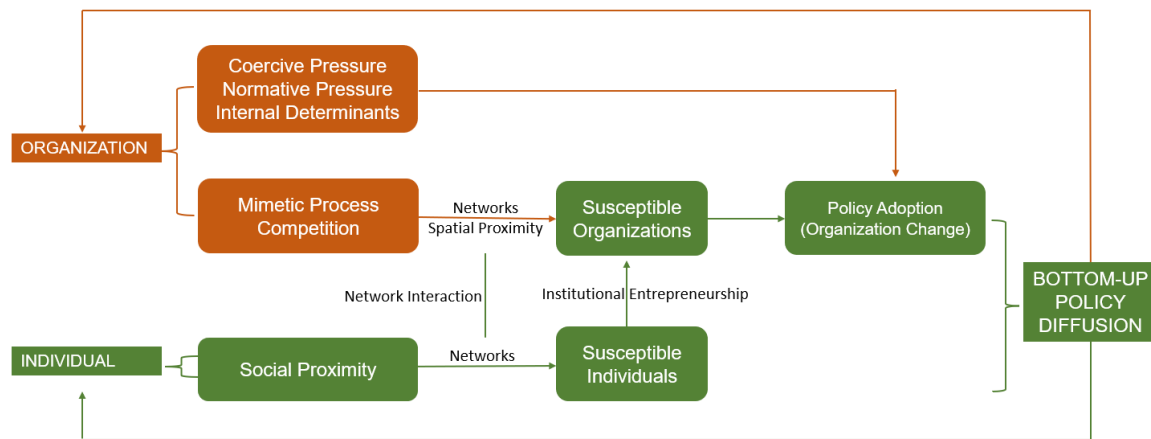 Coercive Pressure
Normative Pressure
Internal Determinants
ORGANIZATION
Mimetic Process
Competition
Networks
Spatial Proximity
Susceptible
Organizations
Policy Adoption
(Organization Change)
Network Interaction
Institutional Entrepreneurship
BOTTOM-UP
POLICY
DIFFUSION
INDIVIDUAL
Social Proximity
Networks
Susceptible
Individuals